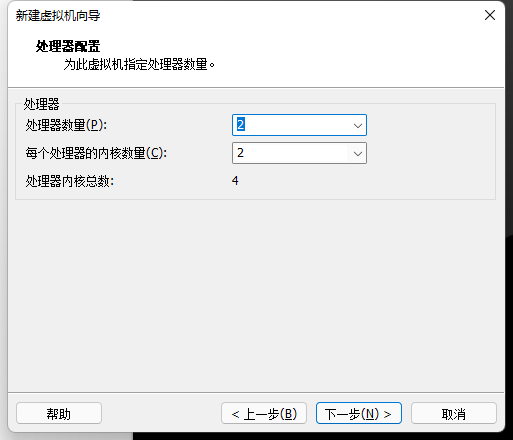 新建虚拟机向导
处理器配置
为此虚拟机指定处理器数量。
处理器
处理器数量(P): 2
每个处理器的内核数量(C): 2
处理器内核总数: 4
帮助 < 上一步(B) 下一步(N) > 取消